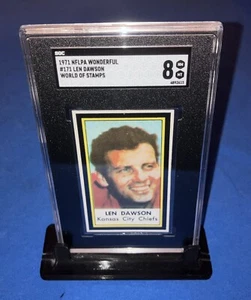 SGC
1971 NFLPA WONDERFUL
#171 LEN DAWSON
WORLD OF STAMPS
8
LEN DAWSON
Kansas City Chiefs